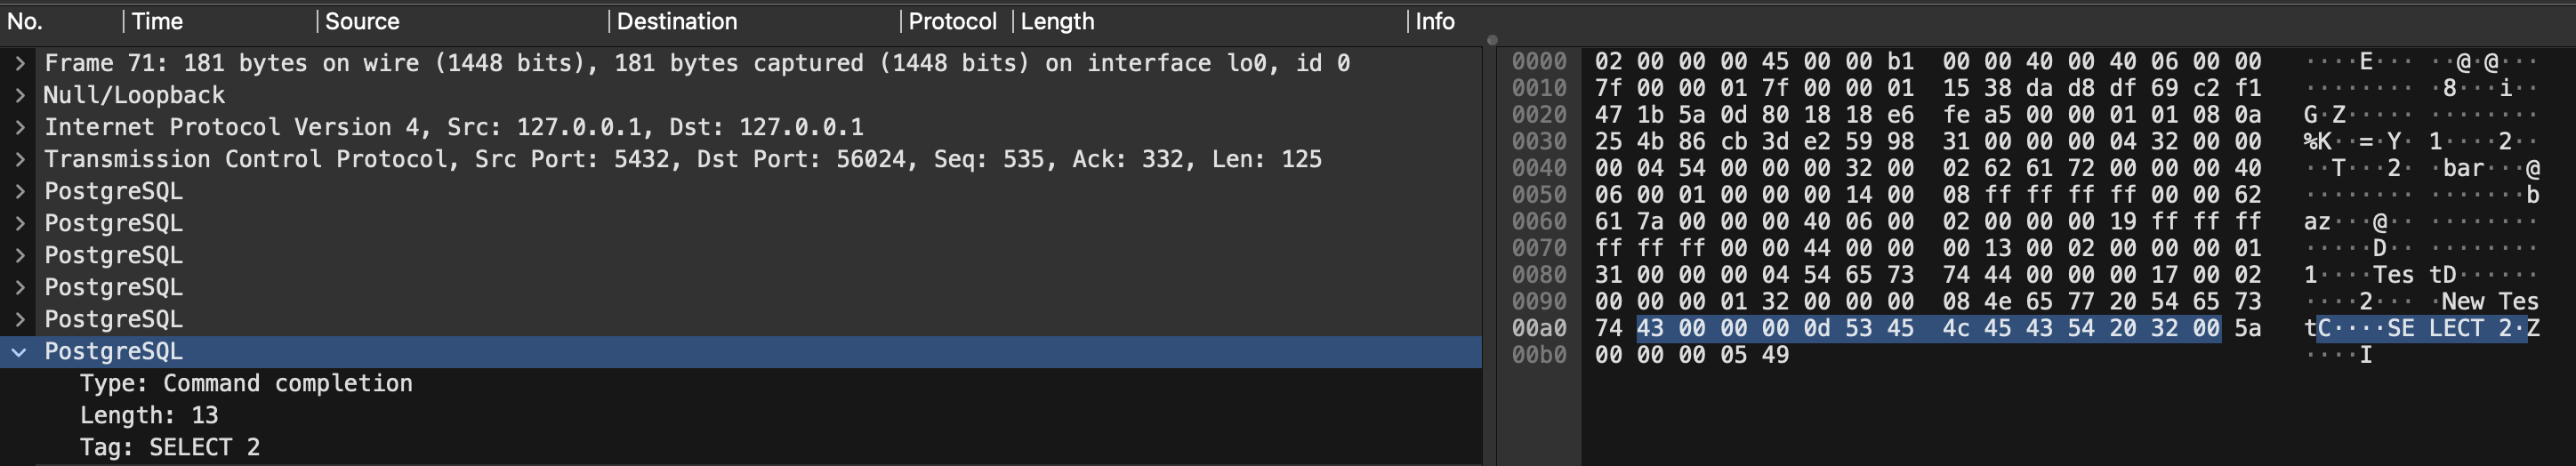 No. Time Source Destination Protocol Length Info
Frame 71: 181 bytes on wire (1448 bits), 181 bytes captured (1448 bits) on interface lo0, id 0
Null/Loopback
Internet Protocol Version 4, Src: 127.0.0.1, Dst: 127.0.0.1
Transmission Control Protocol, Src Port: 5432, Dst Port: 56024, Seq: 535, Ack: 332, Len: 125
PostgreSQL
PostgreSQL
PostgreSQL
PostgreSQL
PostgreSQL
PostgreSQL
Type: Command completion
Length: 13
Tag: SELECT 2
0000 02 00 00 00 45 00 00 b1 00 00 40 00 40 06 00 00 ····E··· ··@·@···
0010 7f 00 00 01 7f 00 00 01 15 38 da d8 df 69 c2 f1 ········ ·8···i··
0020 47 1b 5a 0d 80 18 18 e6 fe a5 00 00 01 01 08 0a G·Z····· ········
0030 25 4b 86 cb 3d e2 59 98 31 00 00 00 04 32 00 00 %K··=·Y· 1····2··
0040 00 04 54 00 00 00 32 00 02 62 61 72 00 00 00 40 ··T···2· ·bar···@
0050 06 00 01 00 00 00 14 00 08 ff ff ff ff 00 00 62 ········ ·······b
0060 61 7a 00 00 00 40 06 00 02 00 00 00 19 ff ff ff az···@·· ········
0070 ff ff ff 00 00 44 00 00 00 13 00 02 00 00 00 01 ·····D·· ········
0080 31 00 00 00 04 54 65 73 74 44 00 00 00 17 00 02 1····Tes tD······
0090 00 00 00 01 32 00 00 00 08 4e 65 77 20 54 65 73 ····2··· ·New Tes
00a0 74 43 00 00 00 0d 53 45 4c 45 43 54 20 32 00 5a tC····SE LECT 2·Z
00b0 00 00 00 05 49 ····I